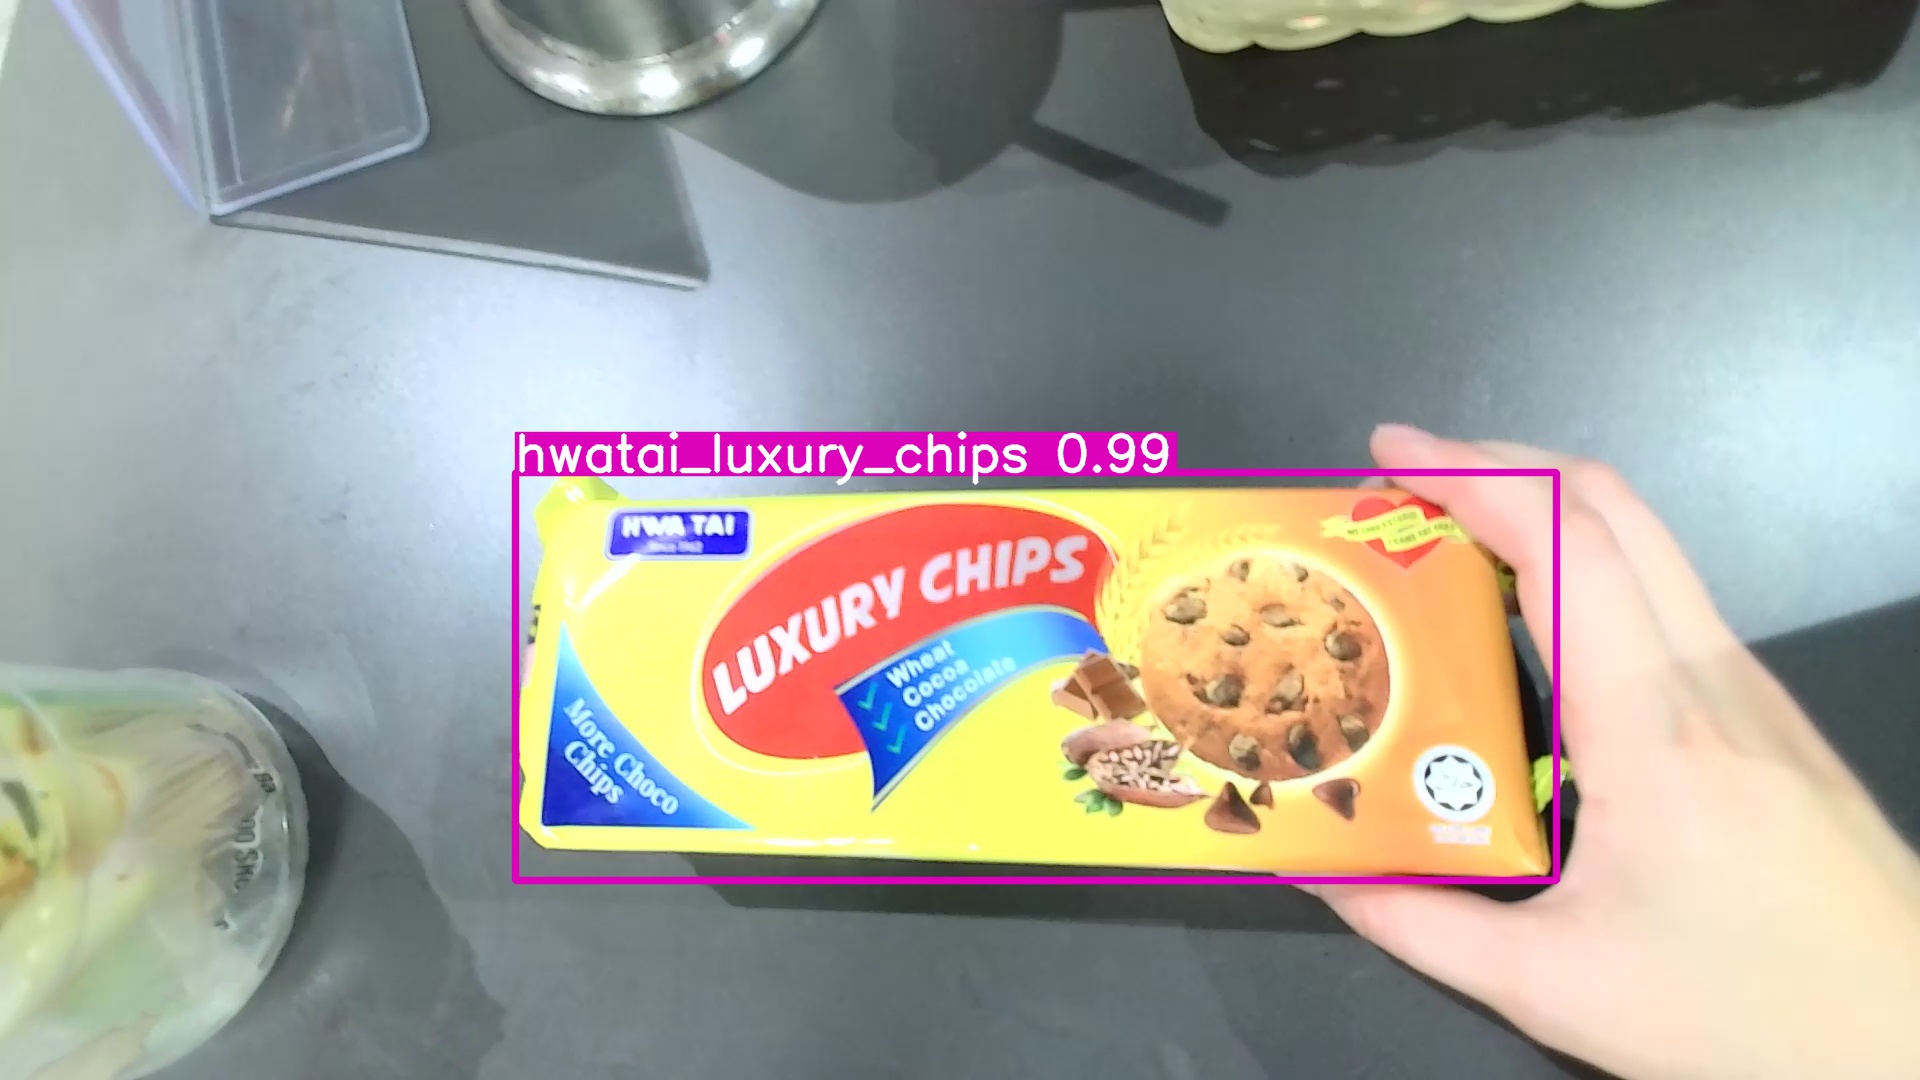 hwatai_luxury_chips 0.99
HWA TAI
LUXURY CHIPS
Wheat
Cocoa
Chocolate
More Choco
Chips